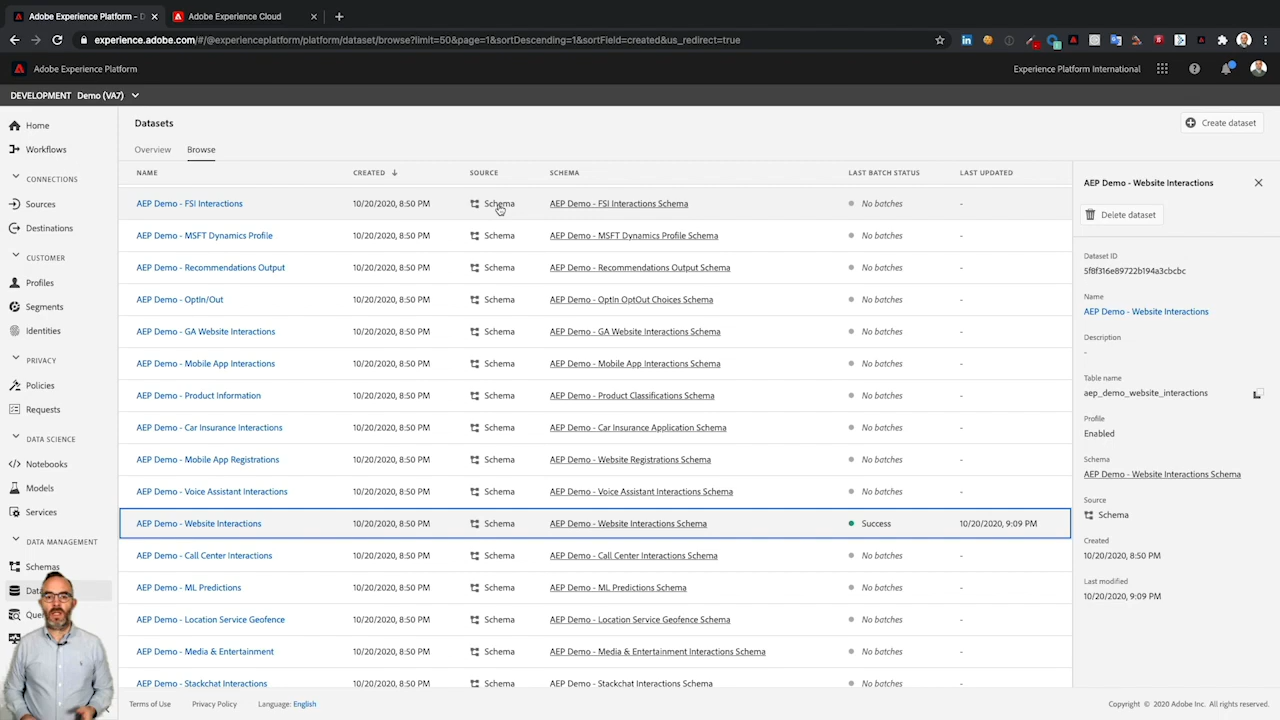 Adobe Experience Platform - D
Adobe Experience Cloud
experience.adobe.com/#/@experienceplatform/platform/dataset/browse?limit=50&page=1&sortDescending=1&sortField=created&us_redirect=true
Adobe Experience Platform
Experience Platform International
DEVELOPMENT Demo (VA7)
Home
Workflows
CONNECTIONS
Sources
Destinations
CUSTOMER
Profiles
Segments
Identities
PRIVACY
Policies
Requests
DATA SCIENCE
Notebooks
Models
Services
DATA MANAGEMENT
Schemas
Datasets
Create dataset
Overview Browse
NAME CREATED SOURCE SCHEMA LAST BATCH STATUS LAST UPDATED
AEP Demo - FSI Interactions 10/20/2020, 8:50 PM Schema AEP Demo - FSI Interactions Schema No batches -
AEP Demo - MSFT Dynamics Profile 10/20/2020, 8:50 PM Schema AEP Demo - MSFT Dynamics Profile Schema No batches -
AEP Demo - Recommendations Output 10/20/2020, 8:50 PM Schema AEP Demo - Recommendations Output Schema No batches -
AEP Demo - OptIn/Out 10/20/2020, 8:50 PM Schema AEP Demo - OptIn OptOut Choices Schema No batches -
AEP Demo - GA Website Interactions 10/20/2020, 8:50 PM Schema AEP Demo - GA Website Interactions Schema No batches -
AEP Demo - Mobile App Interactions 10/20/2020, 8:50 PM Schema AEP Demo - Mobile App Interactions Schema No batches -
AEP Demo - Product Information 10/20/2020, 8:50 PM Schema AEP Demo - Product Classifications Schema No batches -
AEP Demo - Car Insurance Interactions 10/20/2020, 8:50 PM Schema AEP Demo - Car Insurance Application Schema No batches -
AEP Demo - Mobile App Registrations 10/20/2020, 8:50 PM Schema AEP Demo - Website Registrations Schema No batches -
AEP Demo - Voice Assistant Interactions 10/20/2020, 8:50 PM Schema AEP Demo - Voice Assistant Interactions Schema No batches -
AEP Demo - Website Interactions 10/20/2020, 8:50 PM Schema AEP Demo - Website Interactions Schema Success 10/20/2020, 9:09 PM
AEP Demo - Call Center Interactions 10/20/2020, 8:50 PM Schema AEP Demo - Call Center Interactions Schema No batches -
AEP Demo - ML Predictions 10/20/2020, 8:50 PM Schema AEP Demo - ML Predictions Schema No batches -
AEP Demo - Location Service Geofence 10/20/2020, 8:50 PM Schema AEP Demo - Location Service Geofence Schema No batches -
AEP Demo - Media & Entertainment 10/20/2020, 8:50 PM Schema AEP Demo - Media & Entertainment Interactions Schema No batches -
AEP Demo - Stackchat Interactions 10/20/2020, 8:50 PM Schema AEP Demo - Stackchat Interactions Schema No batches -
AEP Demo - Website Interactions
Delete dataset
Dataset ID
5f8f316e89722b194a3cbcbc
Name
AEP Demo - Website Interactions
Description
-
Table name
aep_demo_website_interactions
Profile
Enabled
Schema
AEP Demo - Website Interactions Schema
Source
Schema
Created
10/20/2020, 8:50 PM
Last modified
10/20/2020, 9:09 PM
Terms of Use Privacy Policy Language: English
Copyright © 2020 Adobe Inc. All rights reserved.